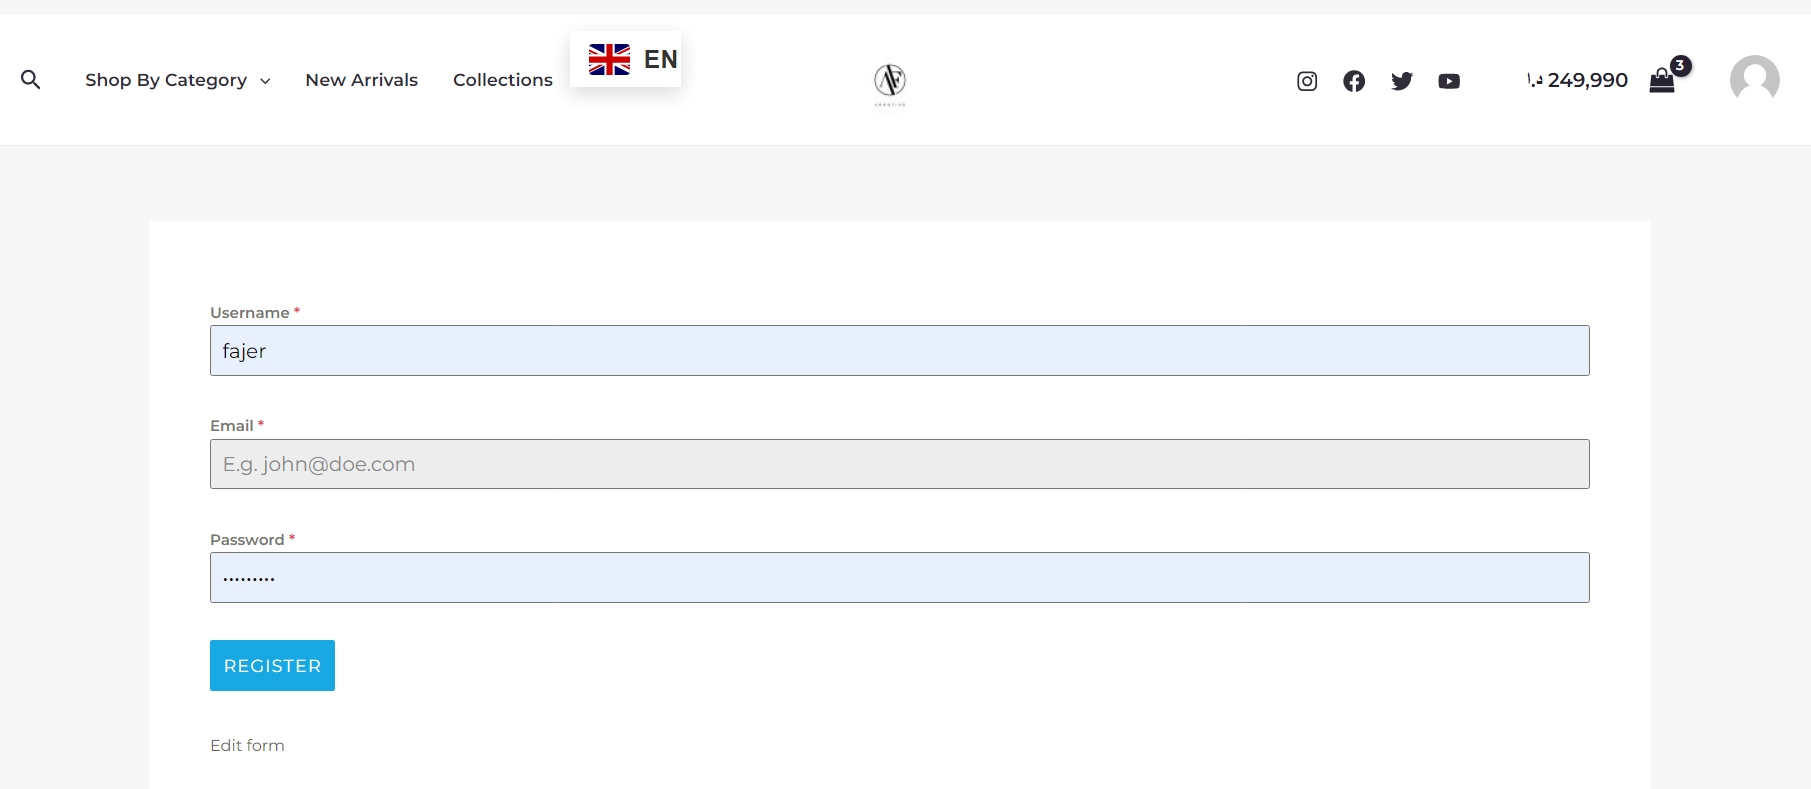 Shop By Category
New Arrivals
Collections
EN
AF
249,990 د.ا
3
Username *
fajer
Email *
E.g. john@doe.com
Password *
•••••••••
REGISTER
Edit form